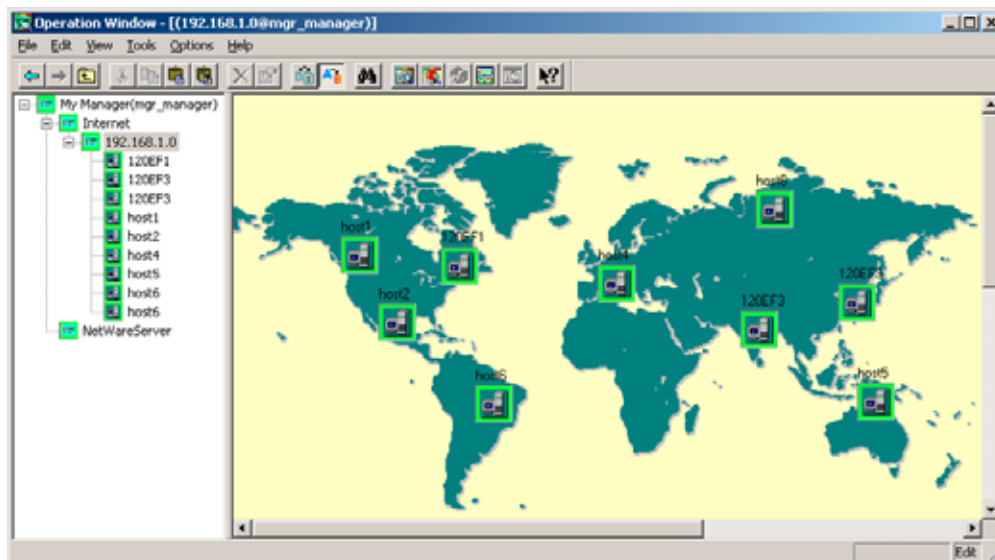 Operation Window - [(192.168.1.0@mgr_manager)]
File Edit View Tools Options Help
My Manager(mgr_manager)
Internet
192.168.1.0
120EF1
120EF3
120EF3
host1
host2
host4
host5
host6
host6
NetWareServer
host6
host1
120EF1
host4
120EF3
host2
120EF3
host6
host5
Edit